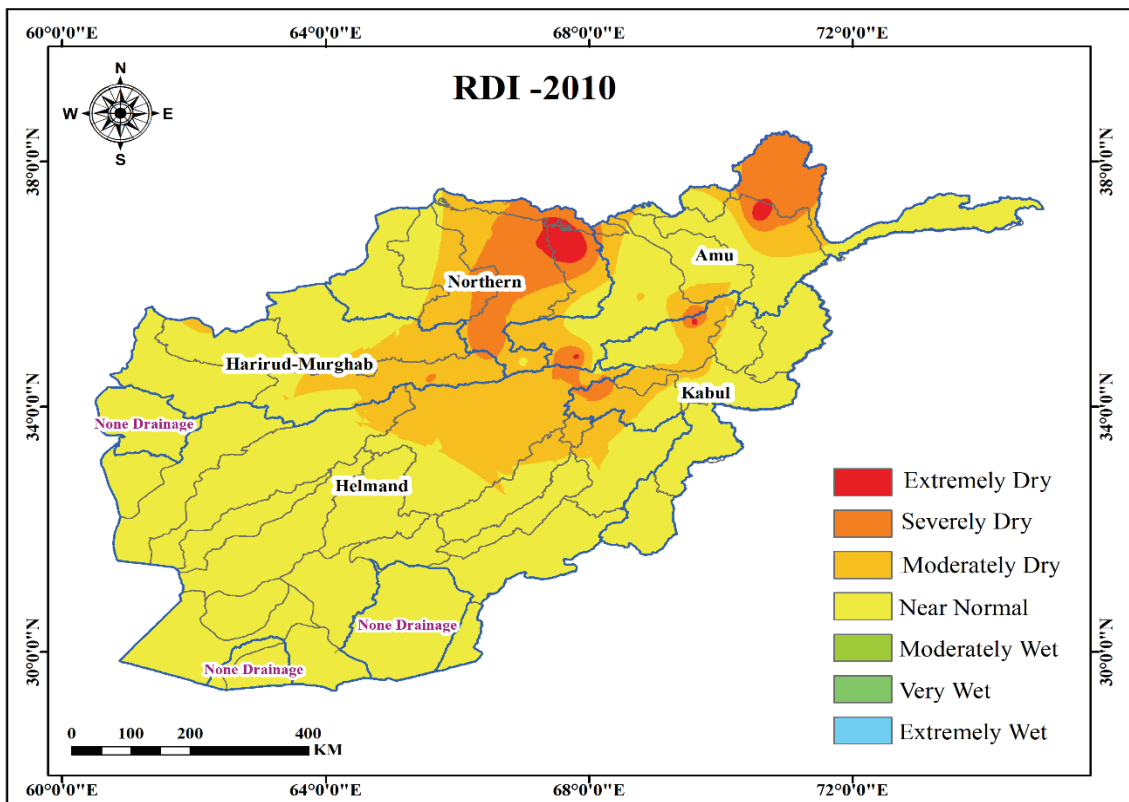 60°0'0"E 64°0'0"E 68°0'0"E 72°0'0"E
RDI -2010
N
W E
S
38°0'0"N 38°0'0"N
Amu
Northern
Harirud-Murghab
Kabul
34°0'0"N 34°0'0"N
None Drainage
Helmand
Extremely Dry
Severely Dry
Moderately Dry
Near Normal
None Drainage
Moderately Wet
30°0'0"N 30°0'0"N
None Drainage
Very Wet
Extremely Wet
0 100 200 400
KM
60°0'0"E 64°0'0"E 68°0'0"E 72°0'0"E